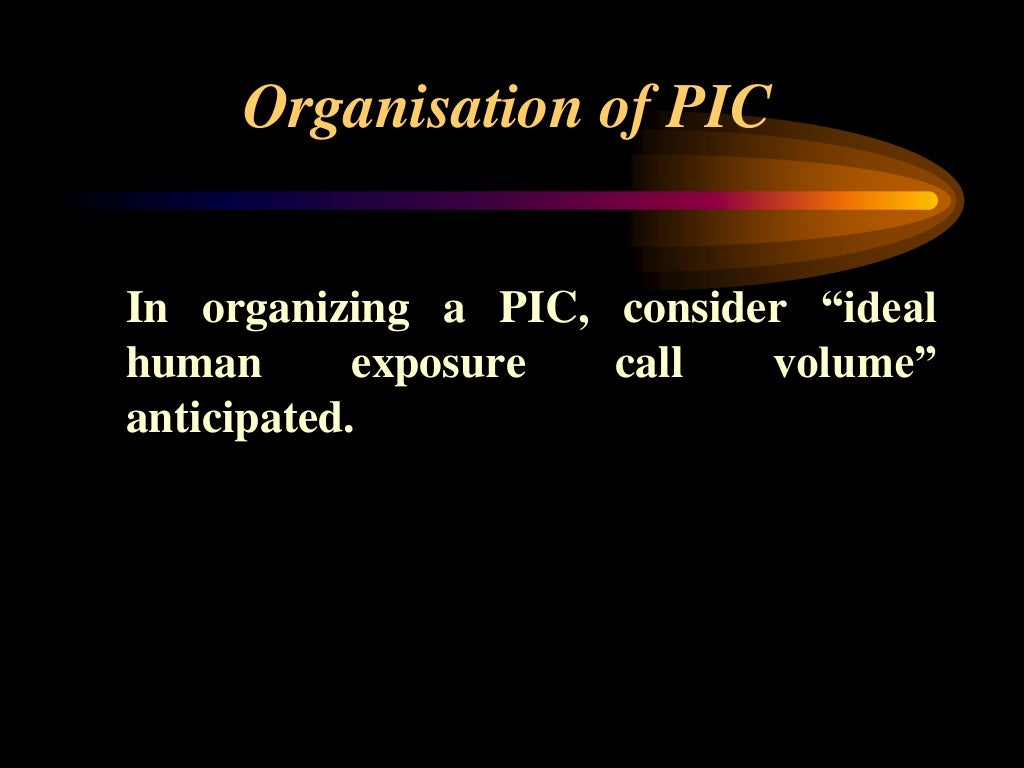 Organisation of PIC
In organizing a PIC, consider “ideal
human exposure call volume”
anticipated.